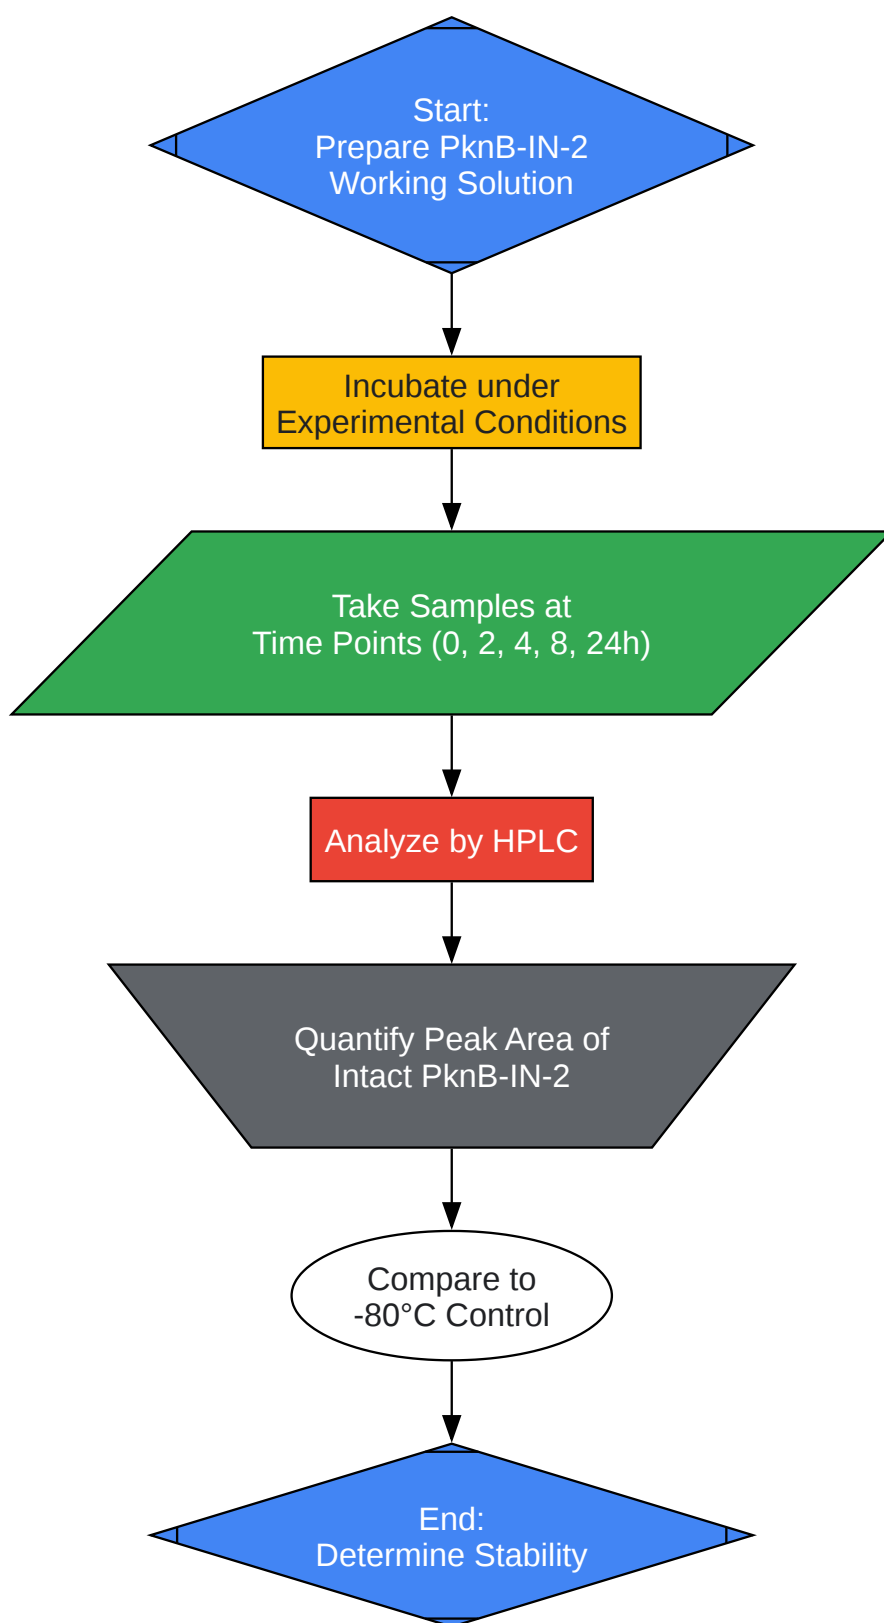 Start:
Prepare PknB-IN-2
Working Solution
Incubate under
Experimental Conditions
Take Samples at
Time Points (0, 2, 4, 8, 24h)
Analyze by HPLC
Quantify Peak Area of
Intact PknB-IN-2
Compare to
-80°C Control
End:
Determine Stability